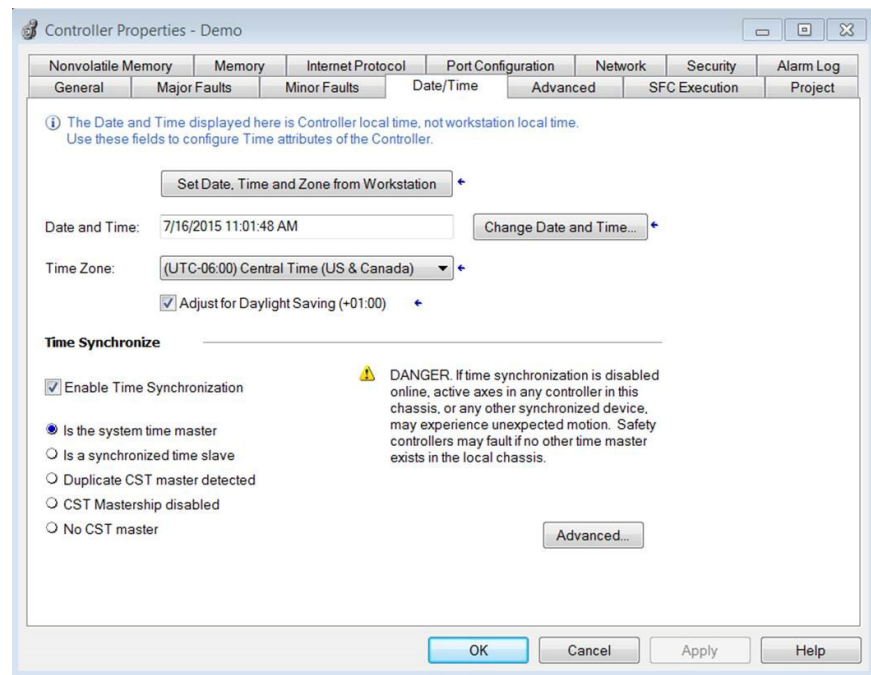 Controller Properties - Demo
Nonvolatile Memory Memory Internet Protocol Port Configuration Network Security Alarm Log
General Major Faults Minor Faults Date/Time Advanced SFC Execution Project
The Date and Time displayed here is Controller local time, not workstation local time.
Use these fields to configure Time attributes of the Controller.
Set Date, Time and Zone from Workstation
Date and Time: 7/16/2015 11:01:48 AM Change Date and Time...
Time Zone: (UTC-06:00) Central Time (US & Canada)
Adjust for Daylight Saving (+01:00)
Time Synchronize
Enable Time Synchronization
Is the system time master
Is a synchronized time slave
Duplicate CST master detected
CST Mastership disabled
No CST master
DANGER. If time synchronization is disabled
online, active axes in any controller in this
chassis, or any other synchronized device,
may experience unexpected motion. Safety
controllers may fault if no other time master
exists in the local chassis.
Advanced...
OK Cancel Apply Help